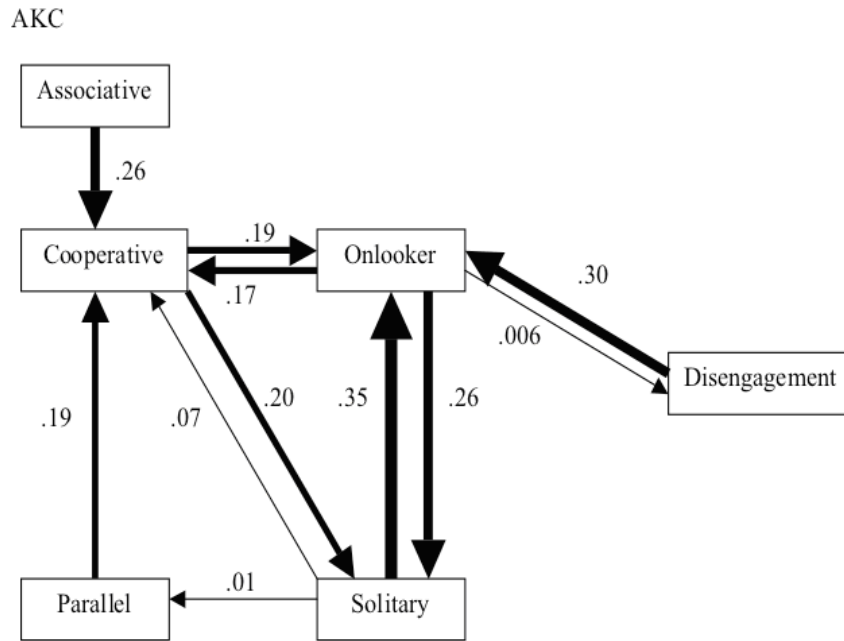 AKC
Associative
.26
Cooperative
.19
Onlooker
.17
.30
.006
Disengagement
.19
.07
.20
.35
.26
.01
Parallel
Solitary